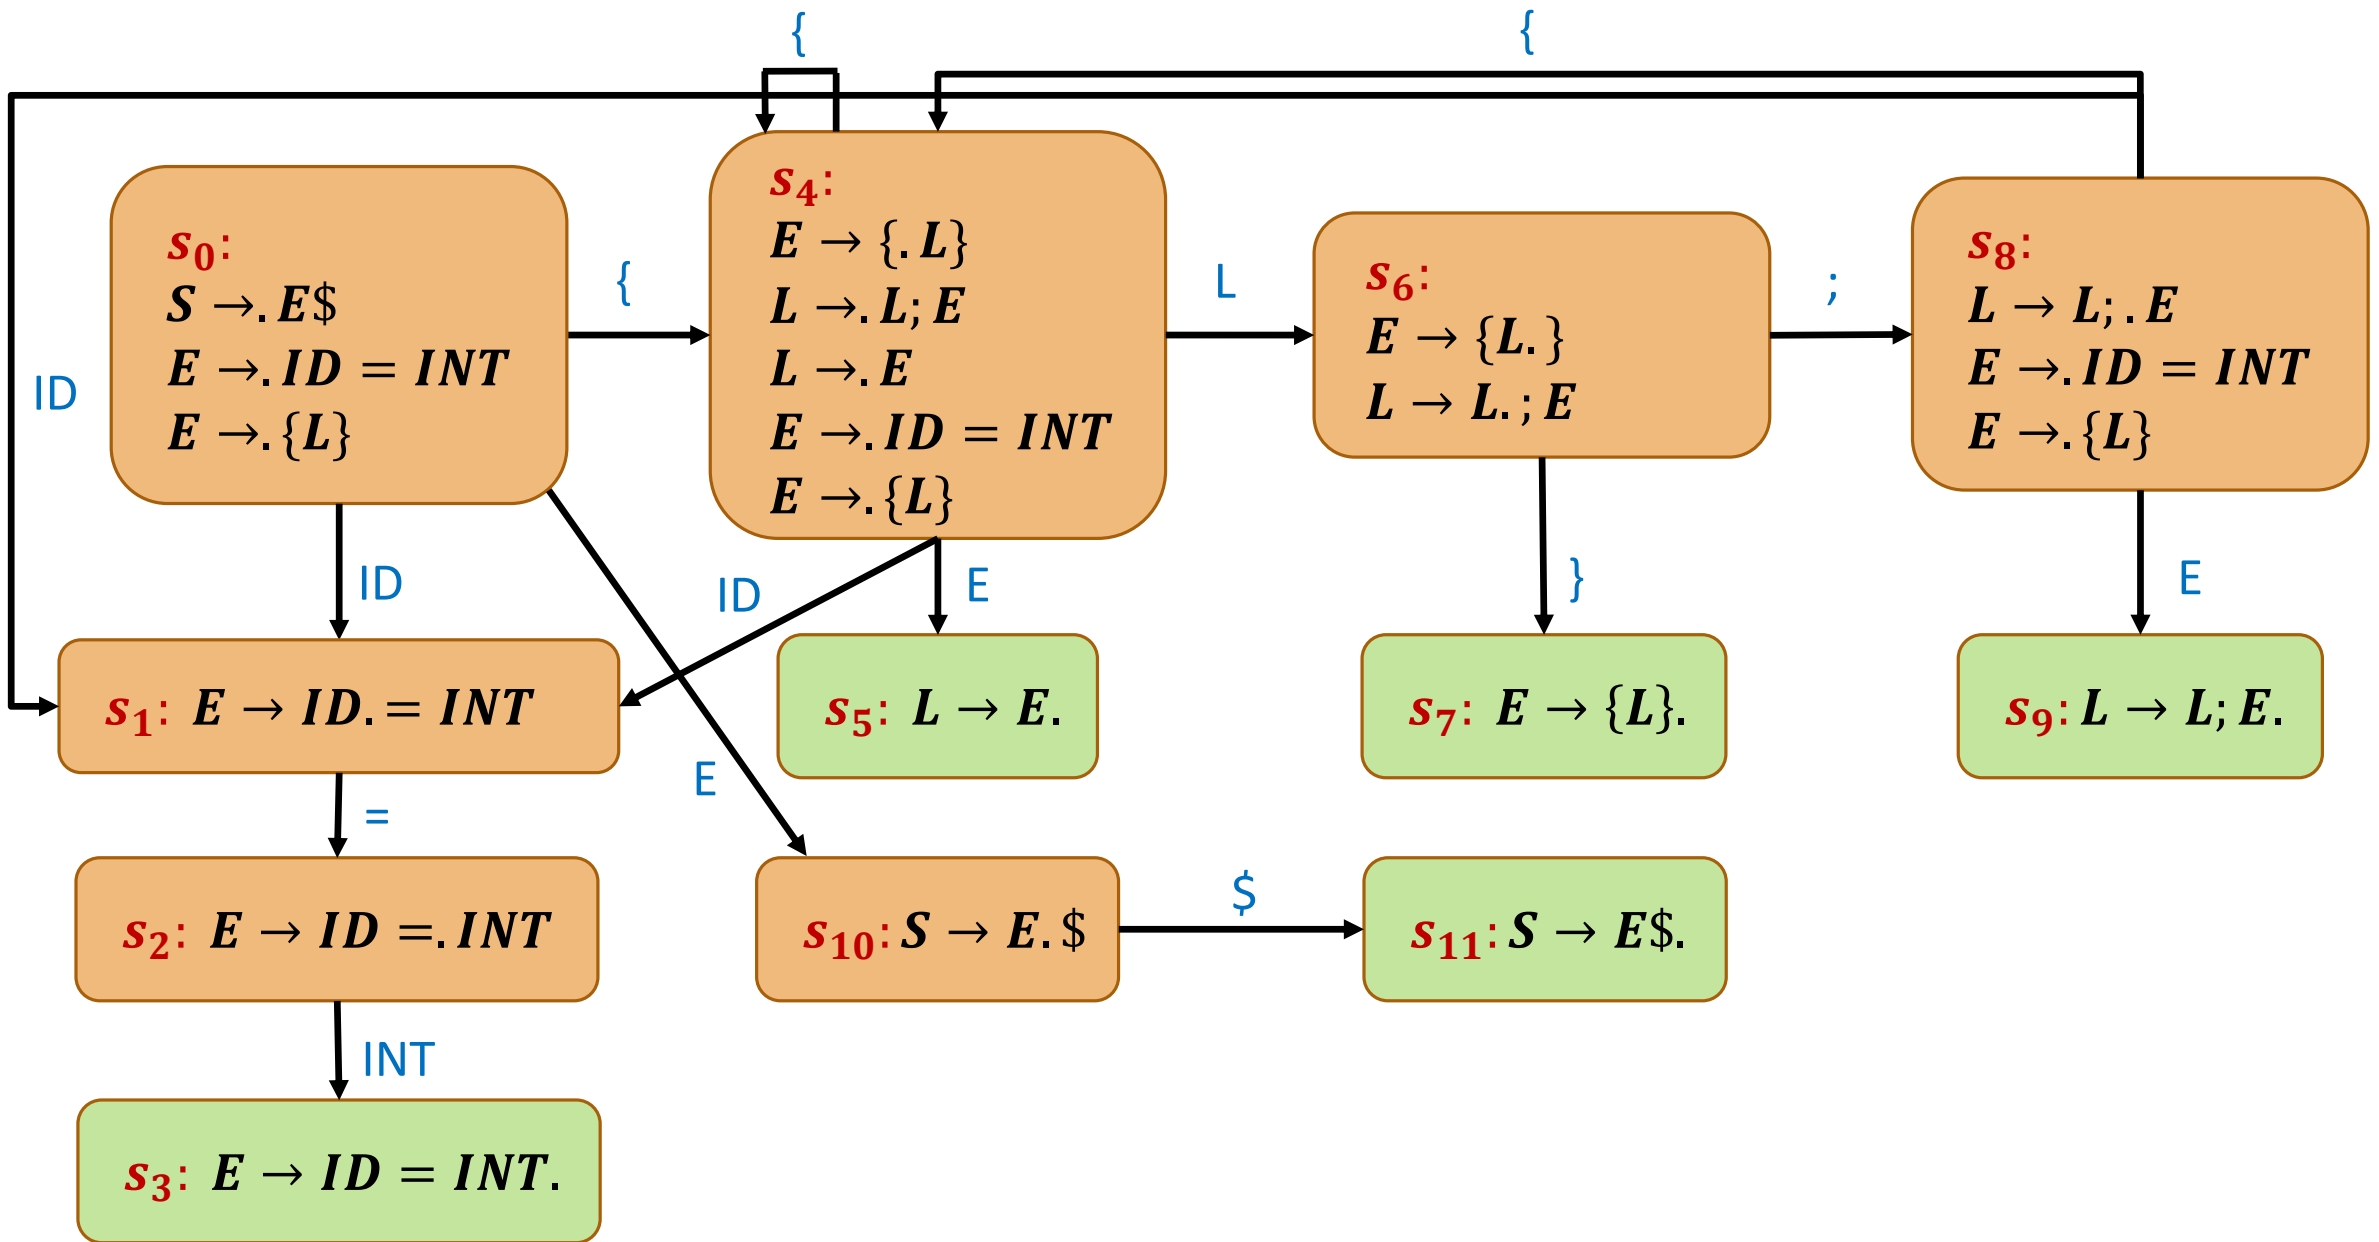 {
{
s₀:
S →. E$
E →. ID = INT
E →. {L}
{
s₄:
E → {. L}
L →. L; E
L →. E
E →. ID = INT
E →. {L}
L
s₆:
E → {L. }
L → L. ; E
;
s₈:
L → L; . E
E →. ID = INT
E →. {L}
ID
ID
ID
E
}
E
s₁: E → ID. = INT
s₅: L → E.
s₇: E → {L}.
s₉: L → L; E.
=
E
s₂: E → ID =. INT
s₁₀: S → E. $
$
s₁₁: S → E$.
INT
s₃: E → ID = INT.